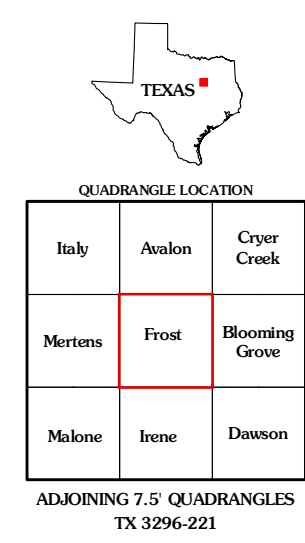 TEXAS
QUADRANGLE LOCATION
Italy
Avalon
Cryer
Creek
Mertens
Frost
Blooming
Grove
Malone
Irene
Dawson
ADJOINING 7.5' QUADRANGLES
TX 3296-221